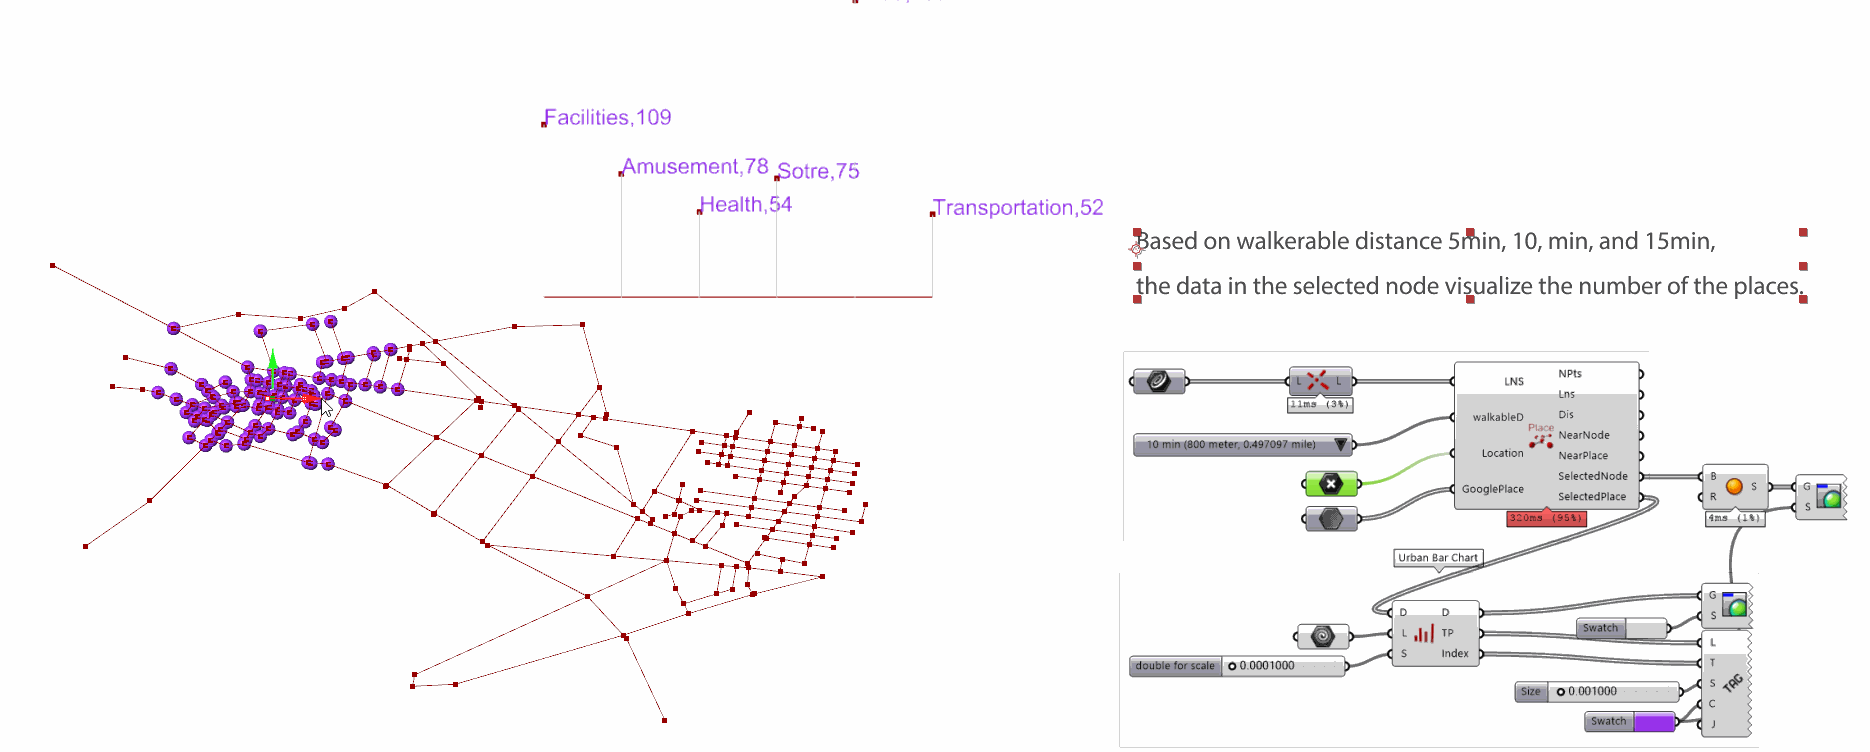 Facilities,109
Amusement,78
Sotre,75
Health,54
Transportation,52
Based on walkerable distance 5min, 10, min, and 15min,
the data in the selected node visualize the number of the places.
L L
11ms (3%)
10 min (800 meter, 0.497097 mile)
LNS
walkableD
Location
GooglePlace
Place
NPts
Lns
Dis
NearNode
NearPlace
SelectedNode
SelectedPlace
320ms (95%)
B S
R
4ms (1%)
G
S
Urban Bar Chart
D D
L TP
S Index
double for scale 0.0001000
G
S
Swatch
L
T
S
C
J
TAG
Size 0.001000
Swatch